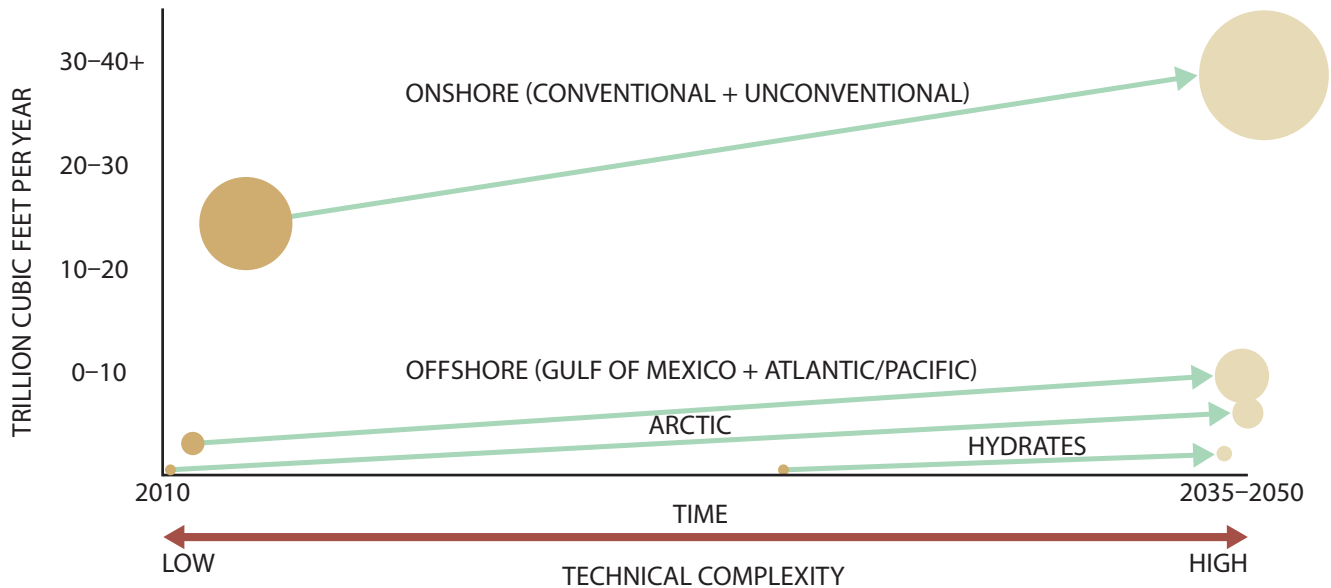 TRILLION CUBIC FEET PER YEAR
30–40+
20–30
10–20
0–10
ONSHORE (CONVENTIONAL + UNCONVENTIONAL)
OFFSHORE (GULF OF MEXICO + ATLANTIC/PACIFIC)
ARCTIC
HYDRATES
2010
2035–2050
TIME
LOW
HIGH
TECHNICAL COMPLEXITY